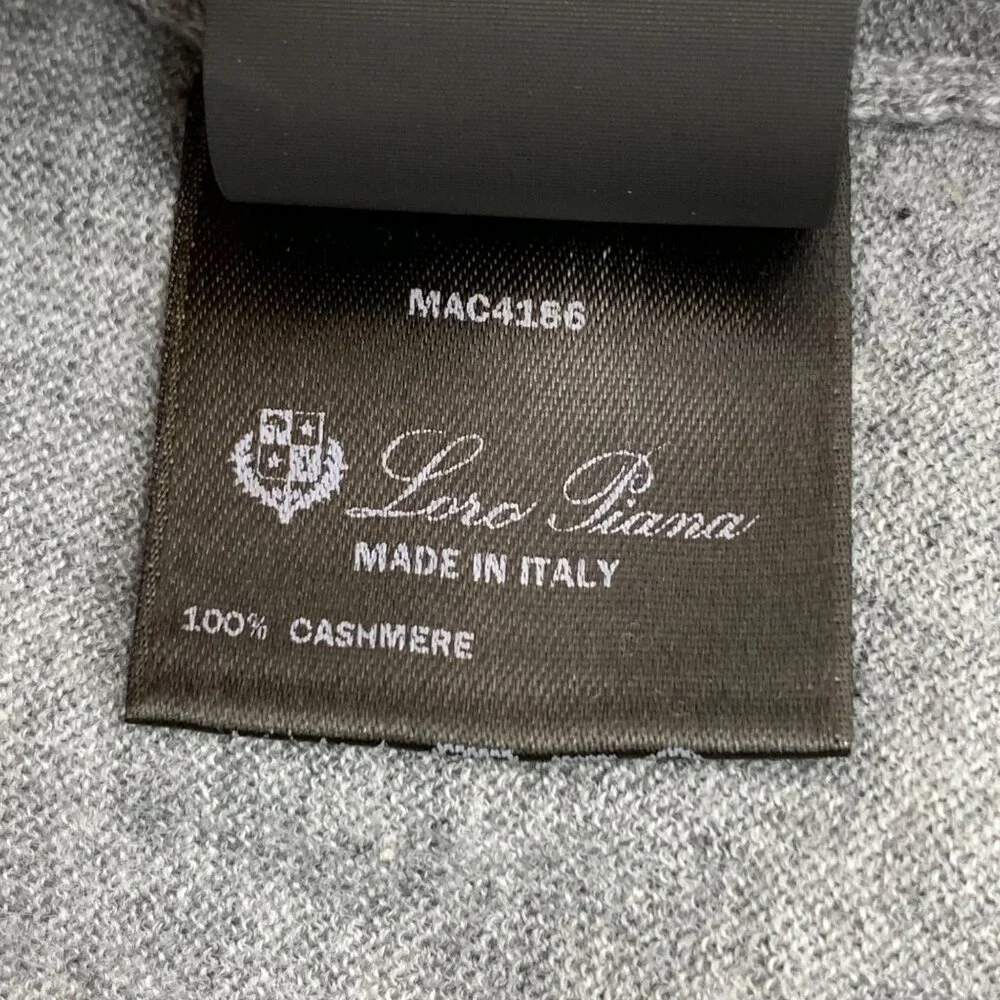 MAC4186
Loro Piana
MADE IN ITALY
100% CASHMERE